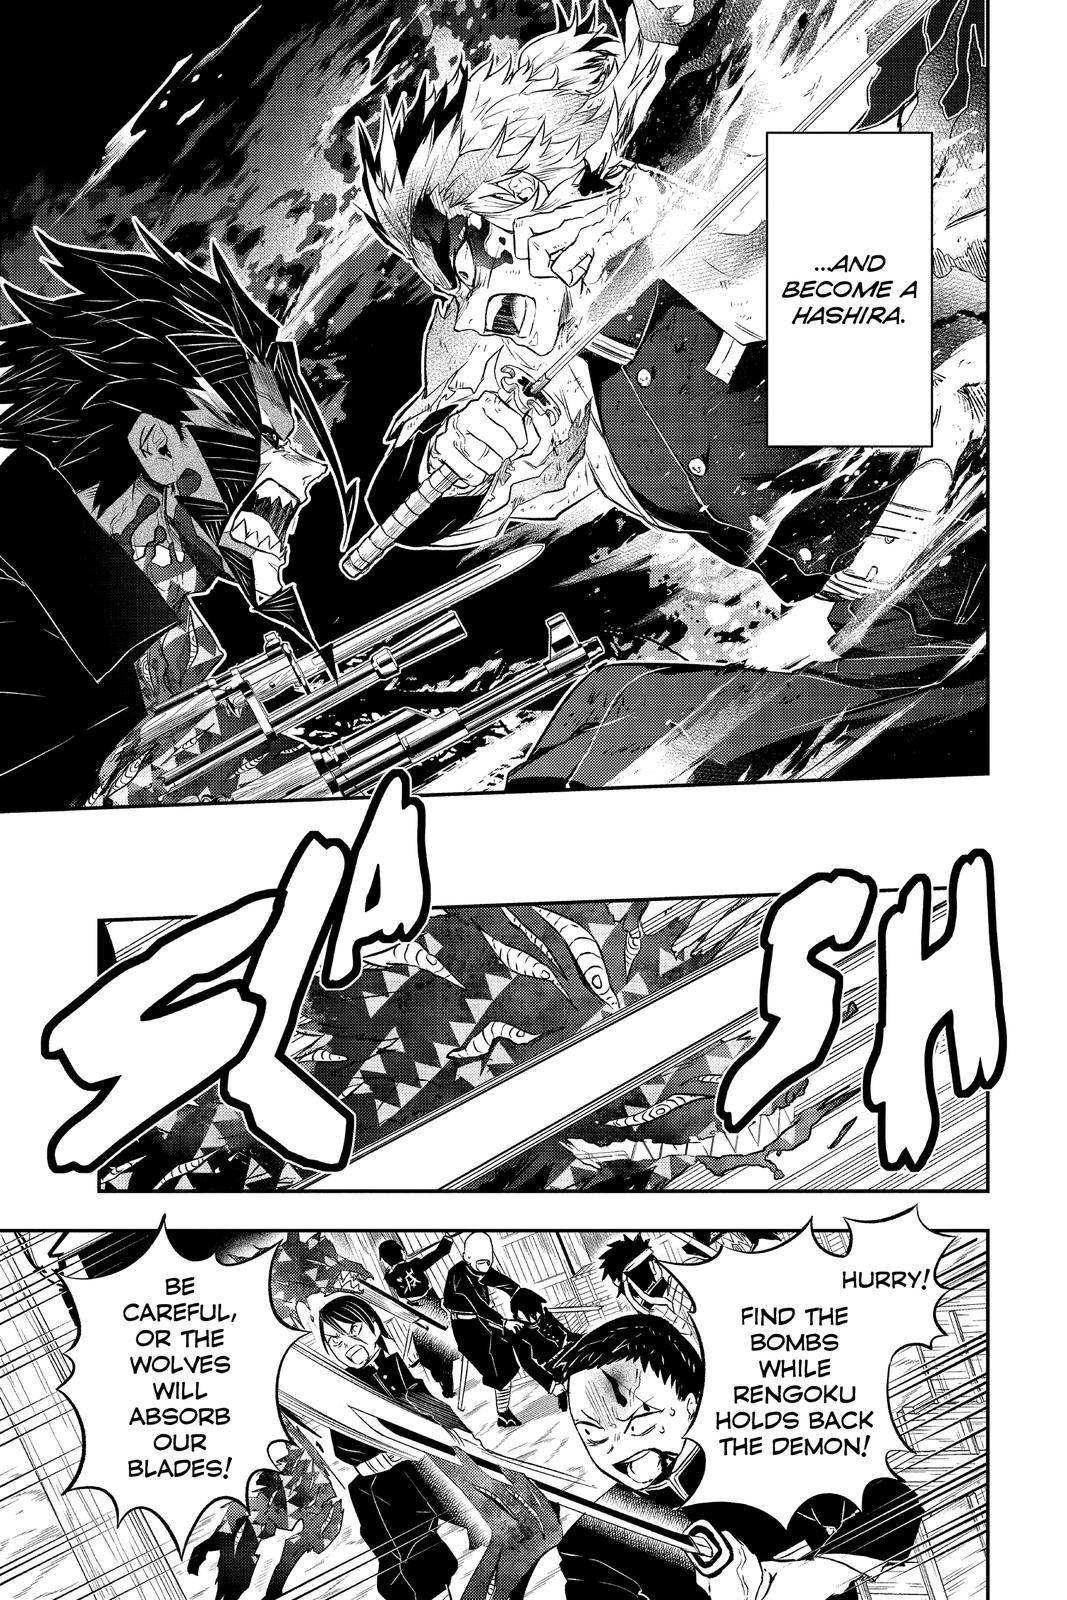 ...AND
BECOME A
HASHIRA.
SLASH
HURRY!
FIND THE
BOMBS
WHILE
RENGOKU
HOLDS BACK
THE DEMON!
BE
CAREFUL,
OR THE
WOLVES
WILL
ABSORB
OUR
BLADES!